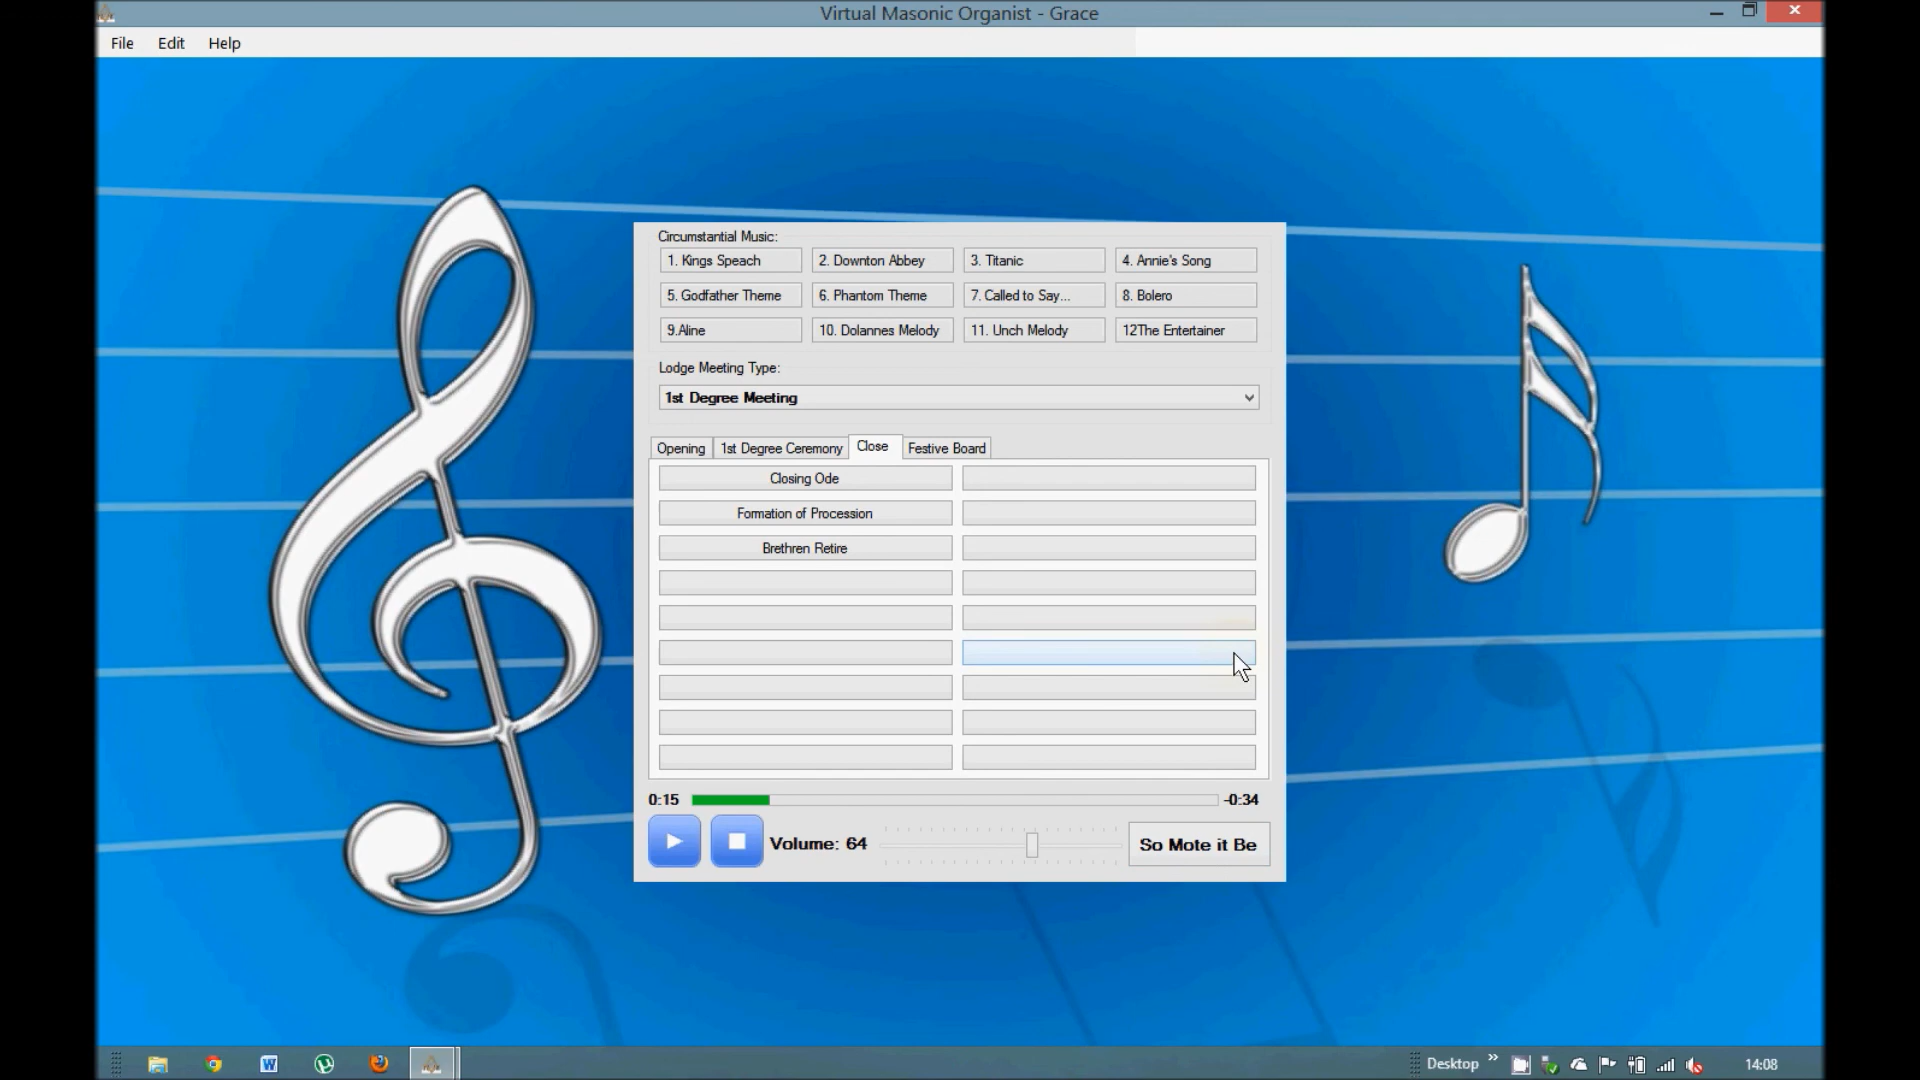 Virtual Masonic Organist - Grace
File Edit Help
Circumstantial Music:
1. Kings Speach 2. Downton Abbey 3. Titanic 4. Annie's Song
5. Godfather Theme 6. Phantom Theme 7. Called to Say... 8. Bolero
9.Aline 10. Dolannes Melody 11. Unch Melody 12The Entertainer
Lodge Meeting Type:
1st Degree Meeting
Opening 1st Degree Ceremony Close Festive Board
Closing Ode
Formation of Procession
Brethren Retire
0:15 -0:34
Volume: 64 So Mote it Be
Desktop 14:08